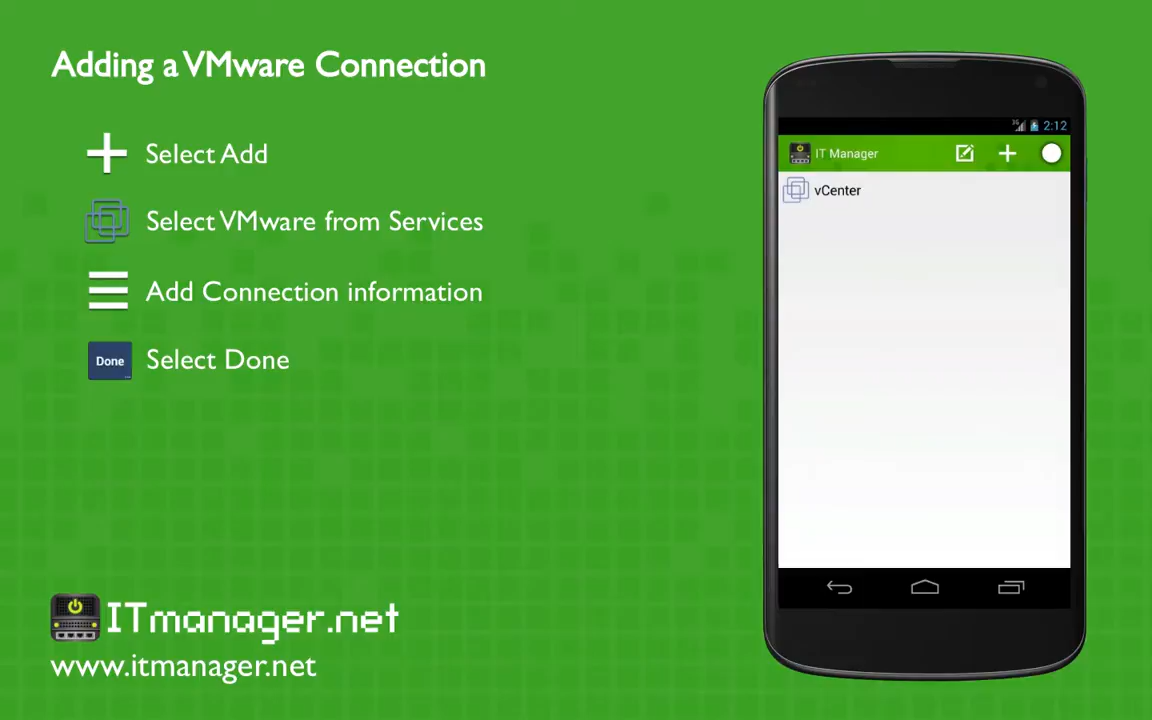 Adding a VMware Connection
Select Add
Select VMware from Services
Add Connection information
Done
Select Done
ITmanager.net
www.itmanager.net
3G 2:12
IT Manager
vCenter